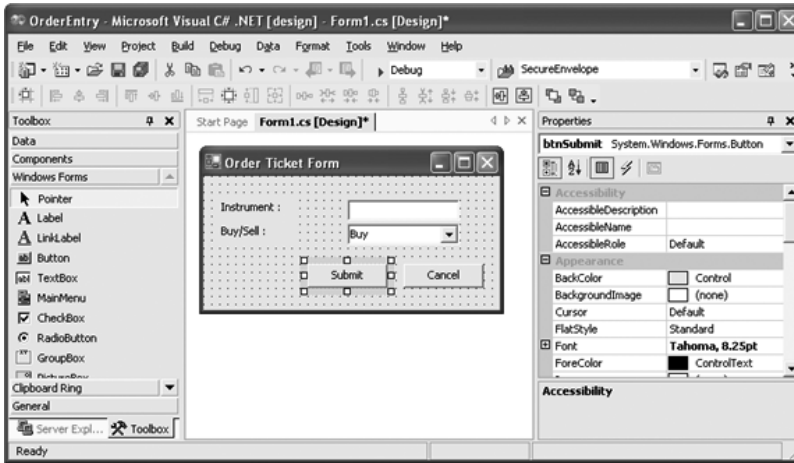 OrderEntry - Microsoft Visual C# .NET [design] - Form1.cs [Design]*
File Edit View Project Build Debug Data Format Tools Window Help
Debug SecureEnvelope
Toolbox
Data
Components
Windows Forms
Pointer
Label
LinkLabel
Button
TextBox
MainMenu
CheckBox
RadioButton
GroupBox
Clipboard Ring
General
Server Expl... Toolbox
Start Page Form1.cs [Design]*
Order Ticket Form
Instrument :
Buy/Sell : Buy
Submit Cancel
Properties
btnSubmit System.Windows.Forms.Button
Accessibility
AccessibleDescription
AccessibleName
AccessibleRole Default
Appearance
BackColor Control
BackgroundImage (none)
Cursor Default
FlatStyle Standard
Font Tahoma, 8.25pt
ForeColor ControlText
Accessibility
Ready